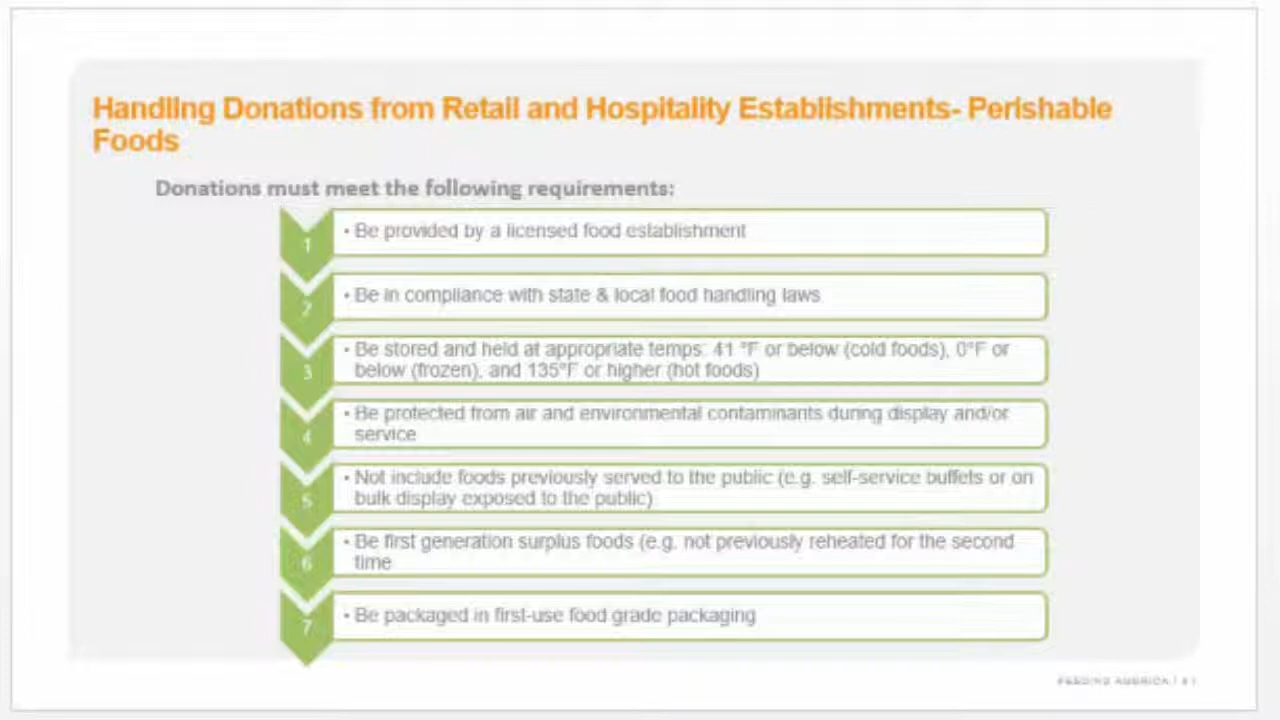 Handling Donations from Retail and Hospitality Establishments- Perishable
Foods
Donations must meet the following requirements:
1
• Be provided by a licensed food establishment
2
• Be in compliance with state & local food handling laws
3
• Be stored and held at appropriate temps: 41 °F or below (cold foods), 0°F or
below (frozen), and 135°F or higher (hot foods)
4
• Be protected from air and environmental contaminants during display and/or
service
5
• Not include foods previously served to the public (e.g. self-service buffets or on
bulk display exposed to the public)
6
• Be first generation surplus foods (e.g. not previously reheated for the second
time
7
• Be packaged in first-use food grade packaging
FEEDING AMERICA |